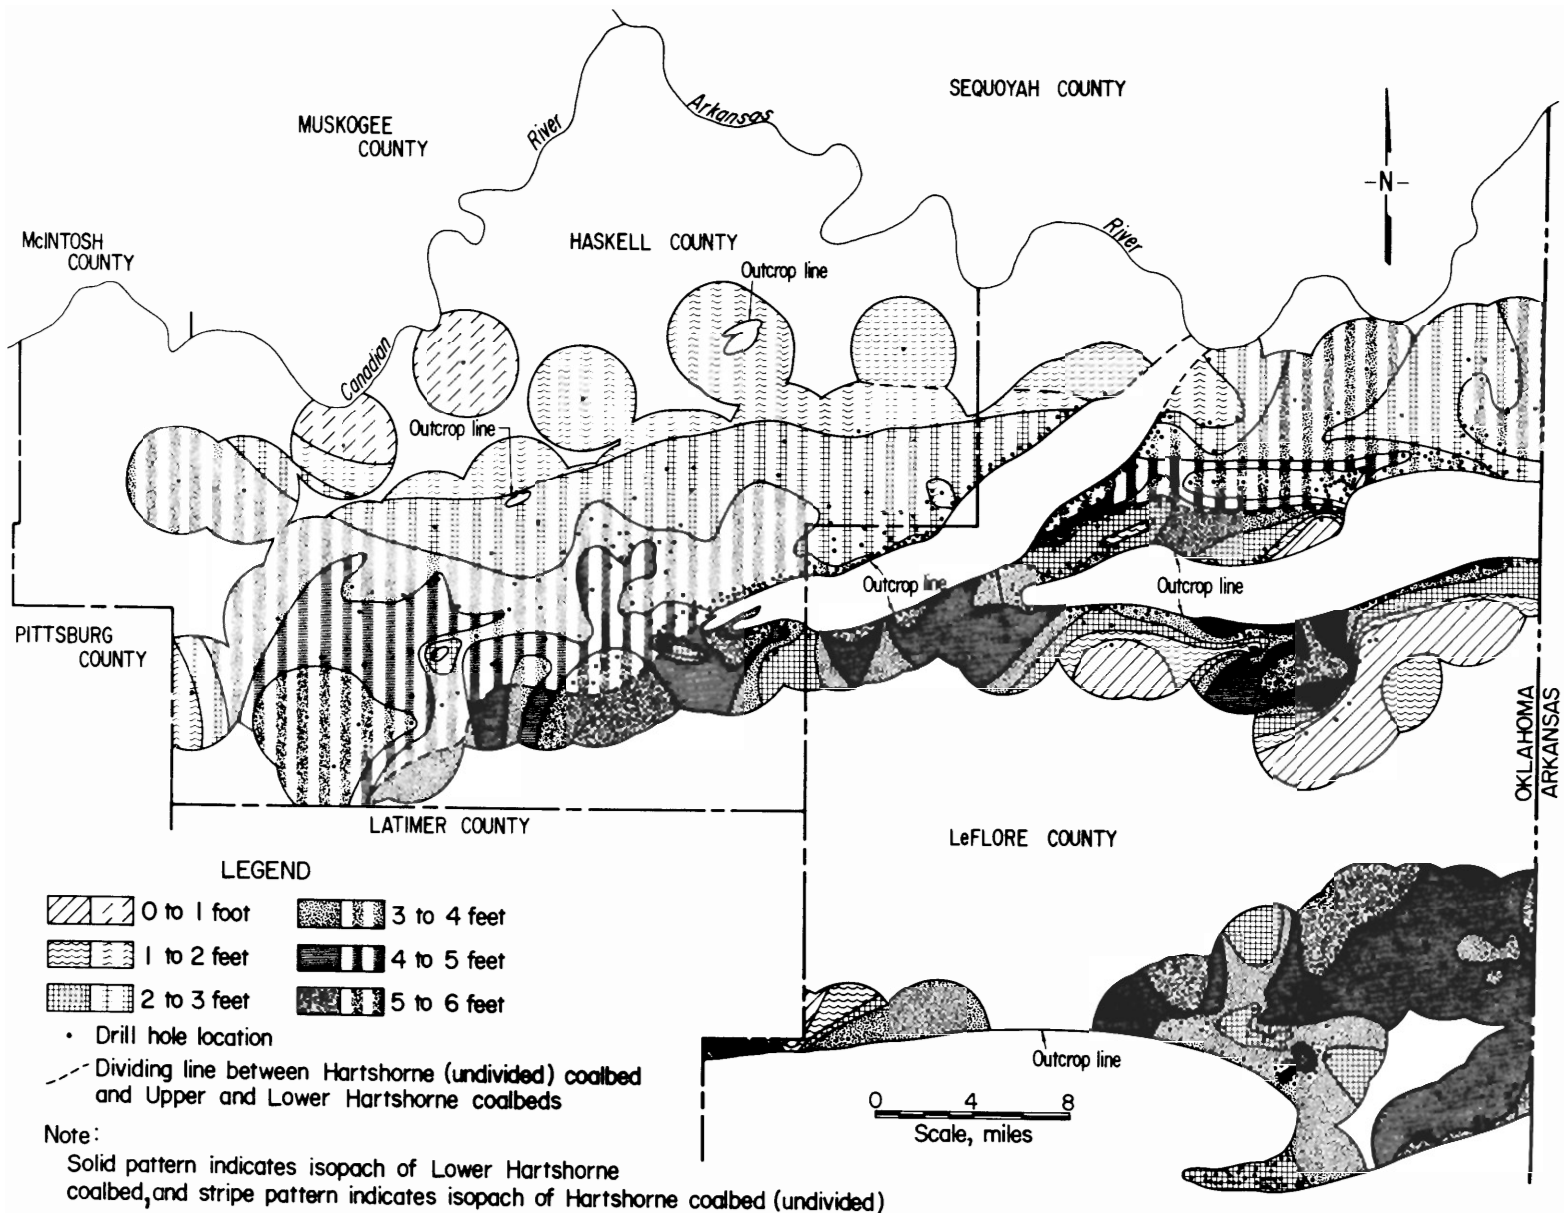 SEQUOYAH COUNTY
MUSKOGEE
COUNTY
River
Arkansas
-N-
McINTOSH
COUNTY
HASKELL COUNTY
River
Outcrop line
Canadian
Outcrop line
Outcrop line
Outcrop line
PITTSBURG
COUNTY
OKLAHOMA
ARKANSAS
LATIMER COUNTY
LeFLORE COUNTY
LEGEND
0 to 1 foot
3 to 4 feet
1 to 2 feet
4 to 5 feet
2 to 3 feet
5 to 6 feet
Drill hole location
Dividing line between Hartshorne (undivided) coalbed
and Upper and Lower Hartshorne coalbeds
Outcrop line
0 4 8
Scale, miles
Note:
Solid pattern indicates isopach of Lower Hartshorne
coalbed, and stripe pattern indicates isopach of Hartshorne coalbed (undivided)